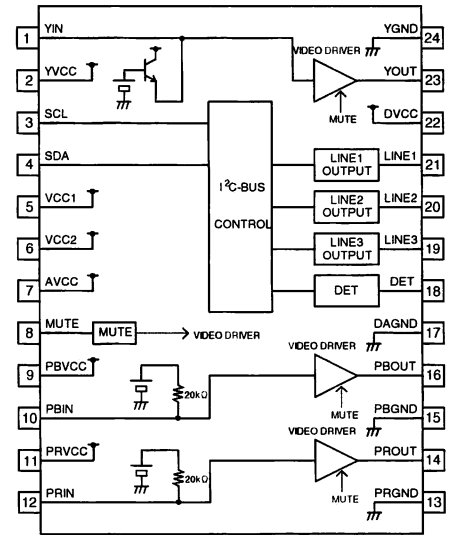 1 YIN
VIDEO DRIVER
YGND 24
2 YVCC
YOUT 23
MUTE
3 SCL
DVCC 22
4 SDA
I²C-BUS
CONTROL
LINE1
OUTPUT
LINE1 21
5 VCC1
LINE2
OUTPUT
LINE2 20
6 VCC2
LINE3
OUTPUT
LINE3 19
7 AVCC
DET
DET 18
8 MUTE
MUTE
VIDEO DRIVER
DAGND 17
VIDEO DRIVER
9 PBVCC
PBOUT 16
20kΩ
MUTE
10 PBIN
PBGND 15
VIDEO DRIVER
11 PRVCC
PROUT 14
20kΩ
MUTE
12 PRIN
PRGND 13